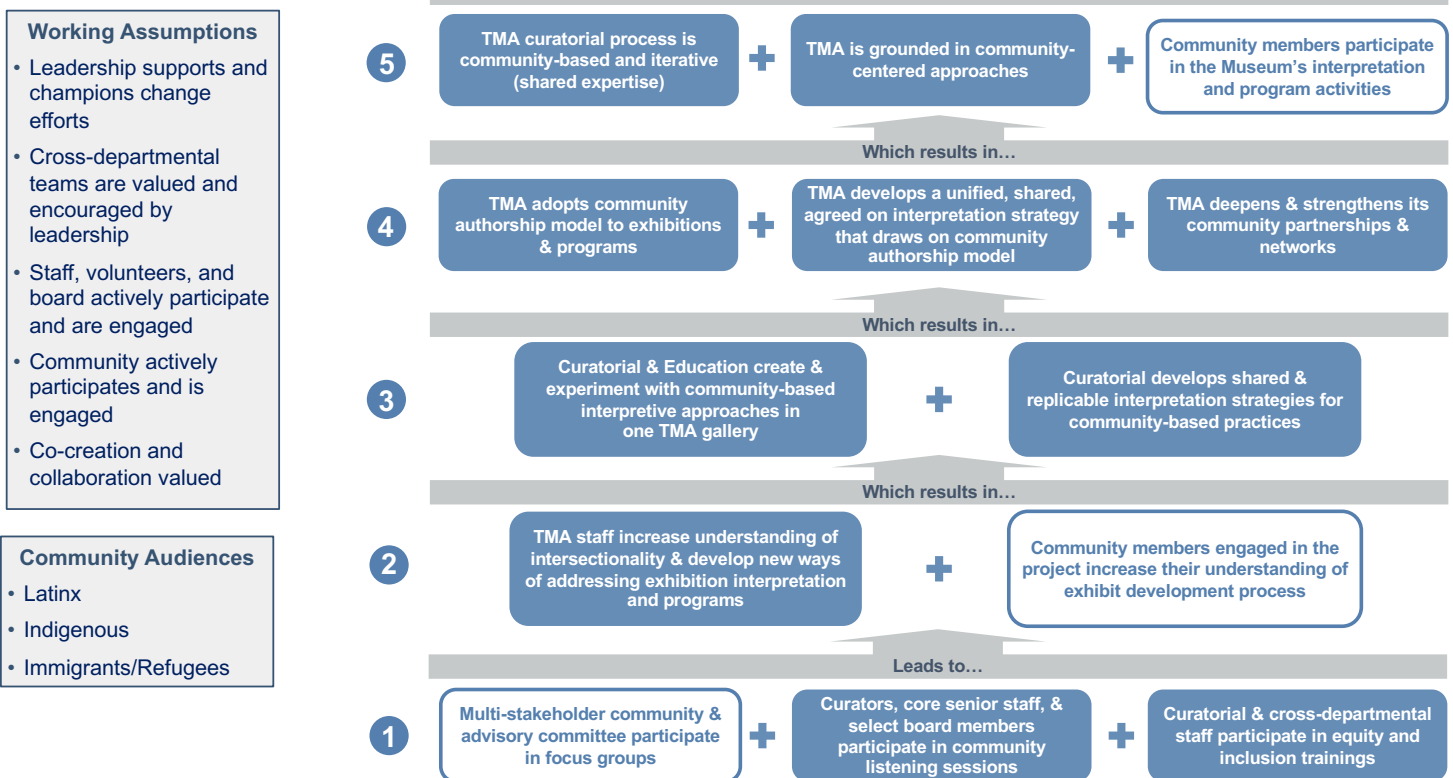 Working Assumptions
• Leadership supports and
champions change
efforts
• Cross-departmental
teams are valued and
encouraged by
leadership
• Staff, volunteers, and
board actively participate
and are engaged
• Community actively
participates and is
engaged
• Co-creation and
collaboration valued
Community Audiences
• Latinx
• Indigenous
• Immigrants/Refugees
5
TMA curatorial process is
community-based and iterative
(shared expertise)
TMA is grounded in community-
centered approaches
Community members participate
in the Museum's interpretation
and program activities
Which results in…
4
TMA adopts community
authorship model to exhibitions
& programs
TMA develops a unified, shared,
agreed on interpretation strategy
that draws on community
authorship model
TMA deepens & strengthens its
community partnerships &
networks
Which results in…
3
Curatorial & Education create &
experiment with community-based
interpretive approaches in
one TMA gallery
Curatorial develops shared &
replicable interpretation strategies for
community-based practices
Which results in…
2
TMA staff increase understanding of
intersectionality & develop new ways
of addressing exhibition interpretation
and programs
Community members engaged in the
project increase their understanding of
exhibit development process
Leads to…
1
Multi-stakeholder community &
advisory committee participate
in focus groups
Curators, core senior staff, &
select board members
participate in community
listening sessions
Curatorial & cross-departmental
staff participate in equity and
inclusion trainings